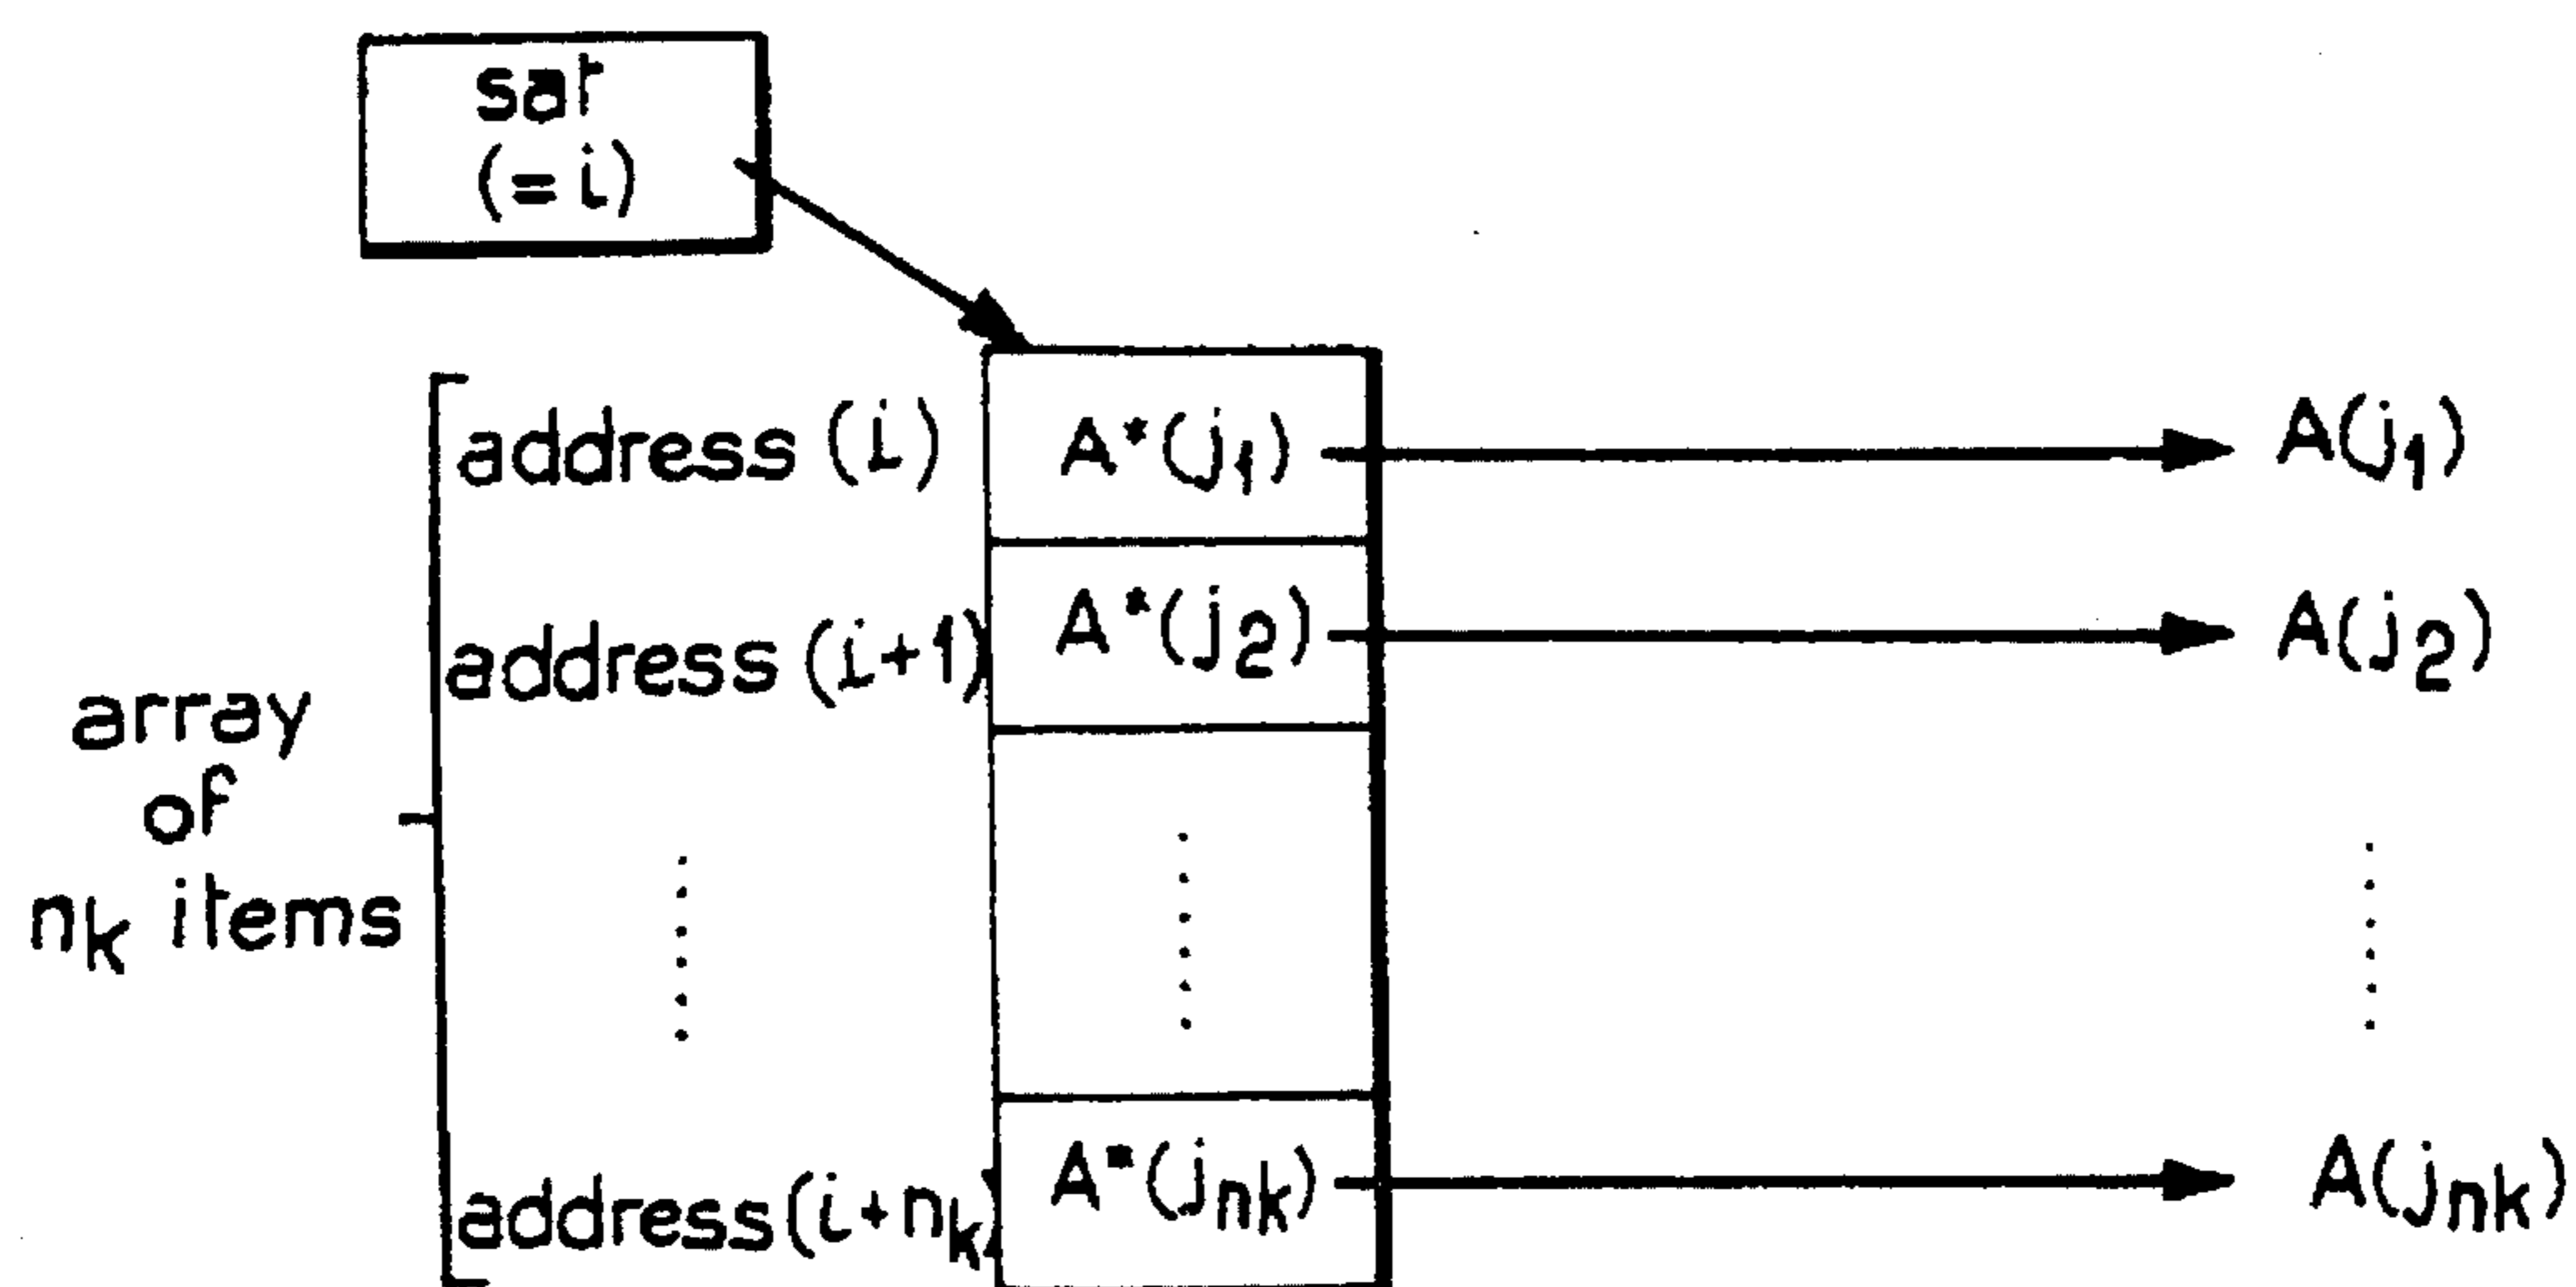 sat
(= i)
address (i) A*(j₁) A(j₁)
address (i+1) A*(j₂) A(j₂)
array
of
nₖ items
address (i+nₖ) A*(jₙₖ) A(jₙₖ)